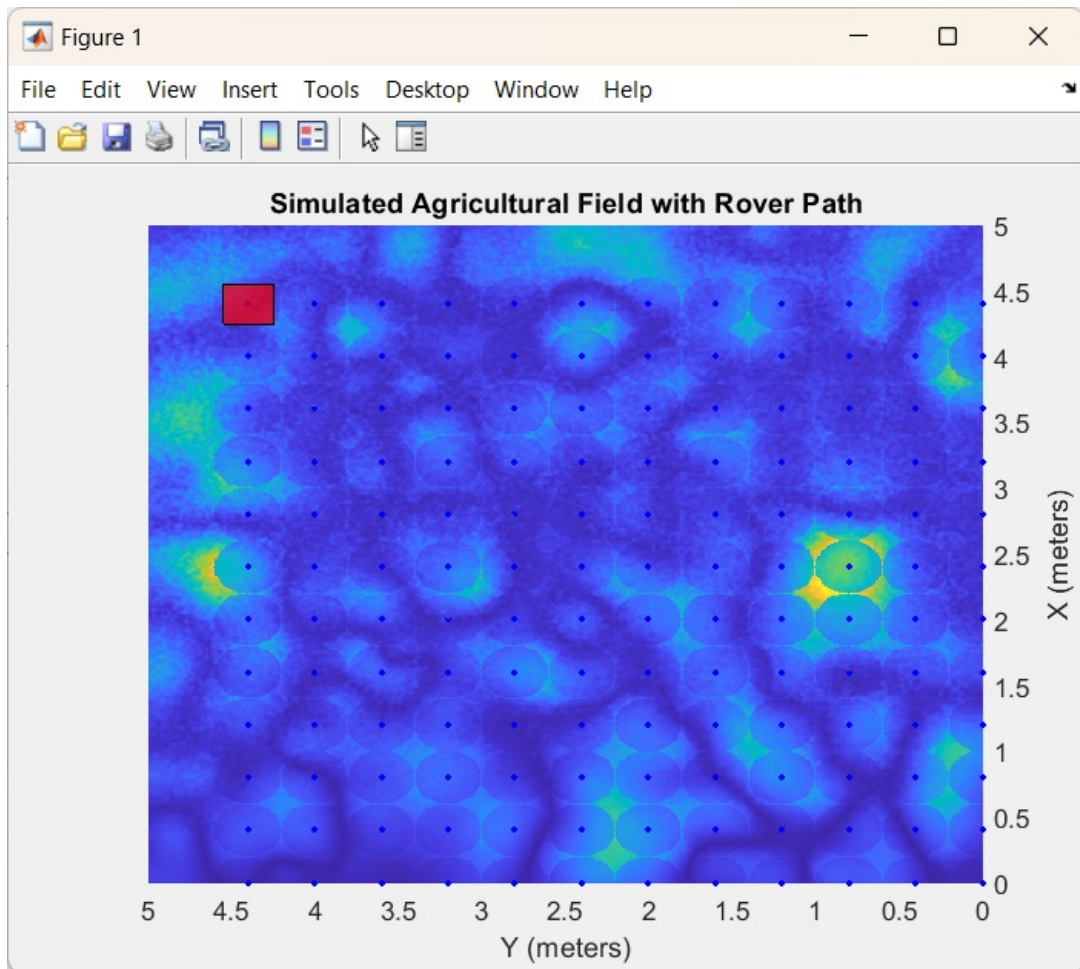 Figure 1
File Edit View Insert Tools Desktop Window Help
Simulated Agricultural Field with Rover Path
5
4.5
4
3.5
3
2.5
2
1.5
1
0.5
0
X (meters)
5 4.5 4 3.5 3 2.5 2 1.5 1 0.5 0
Y (meters)